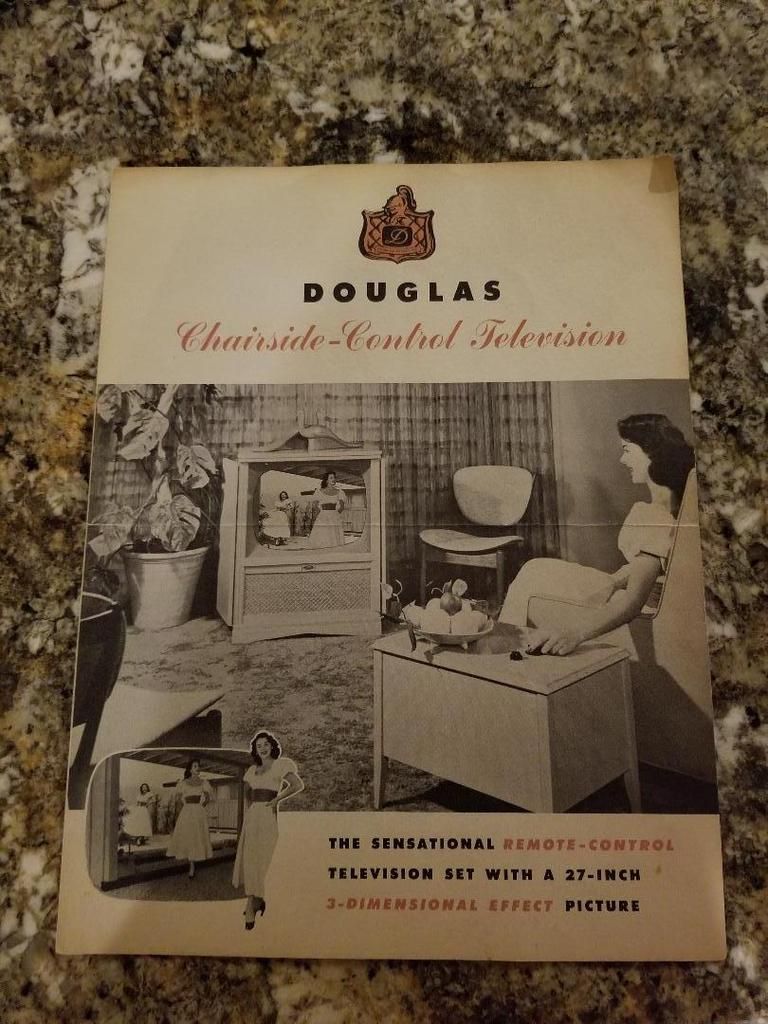 D
DOUGLAS
Chairside-Control Television
THE SENSATIONAL REMOTE-CONTROL
TELEVISION SET WITH A 27-INCH
3-DIMENSIONAL EFFECT PICTURE